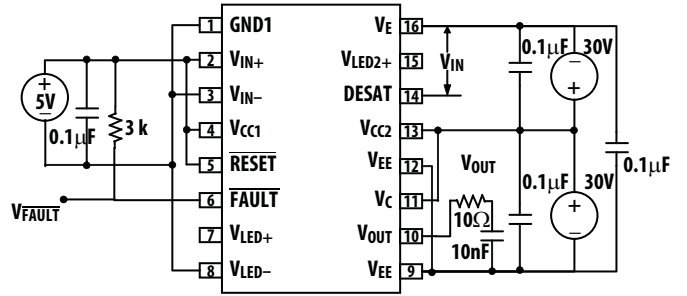 1 GND1
2 VIN+
3 VIN−
4 VCC1
5 RESET
6 FAULT
7 VLED+
8 VLED−
VE 16
VLED2+ 15
DESAT 14
VCC2 13
VEE 12
VC 11
VOUT 10
VEE 9
+
5V
−
0.1μF
3 k
VFAULT
VIN
0.1μF
30V
−
+
VOUT
0.1μF
30V
+
−
0.1μF
10Ω
10nF